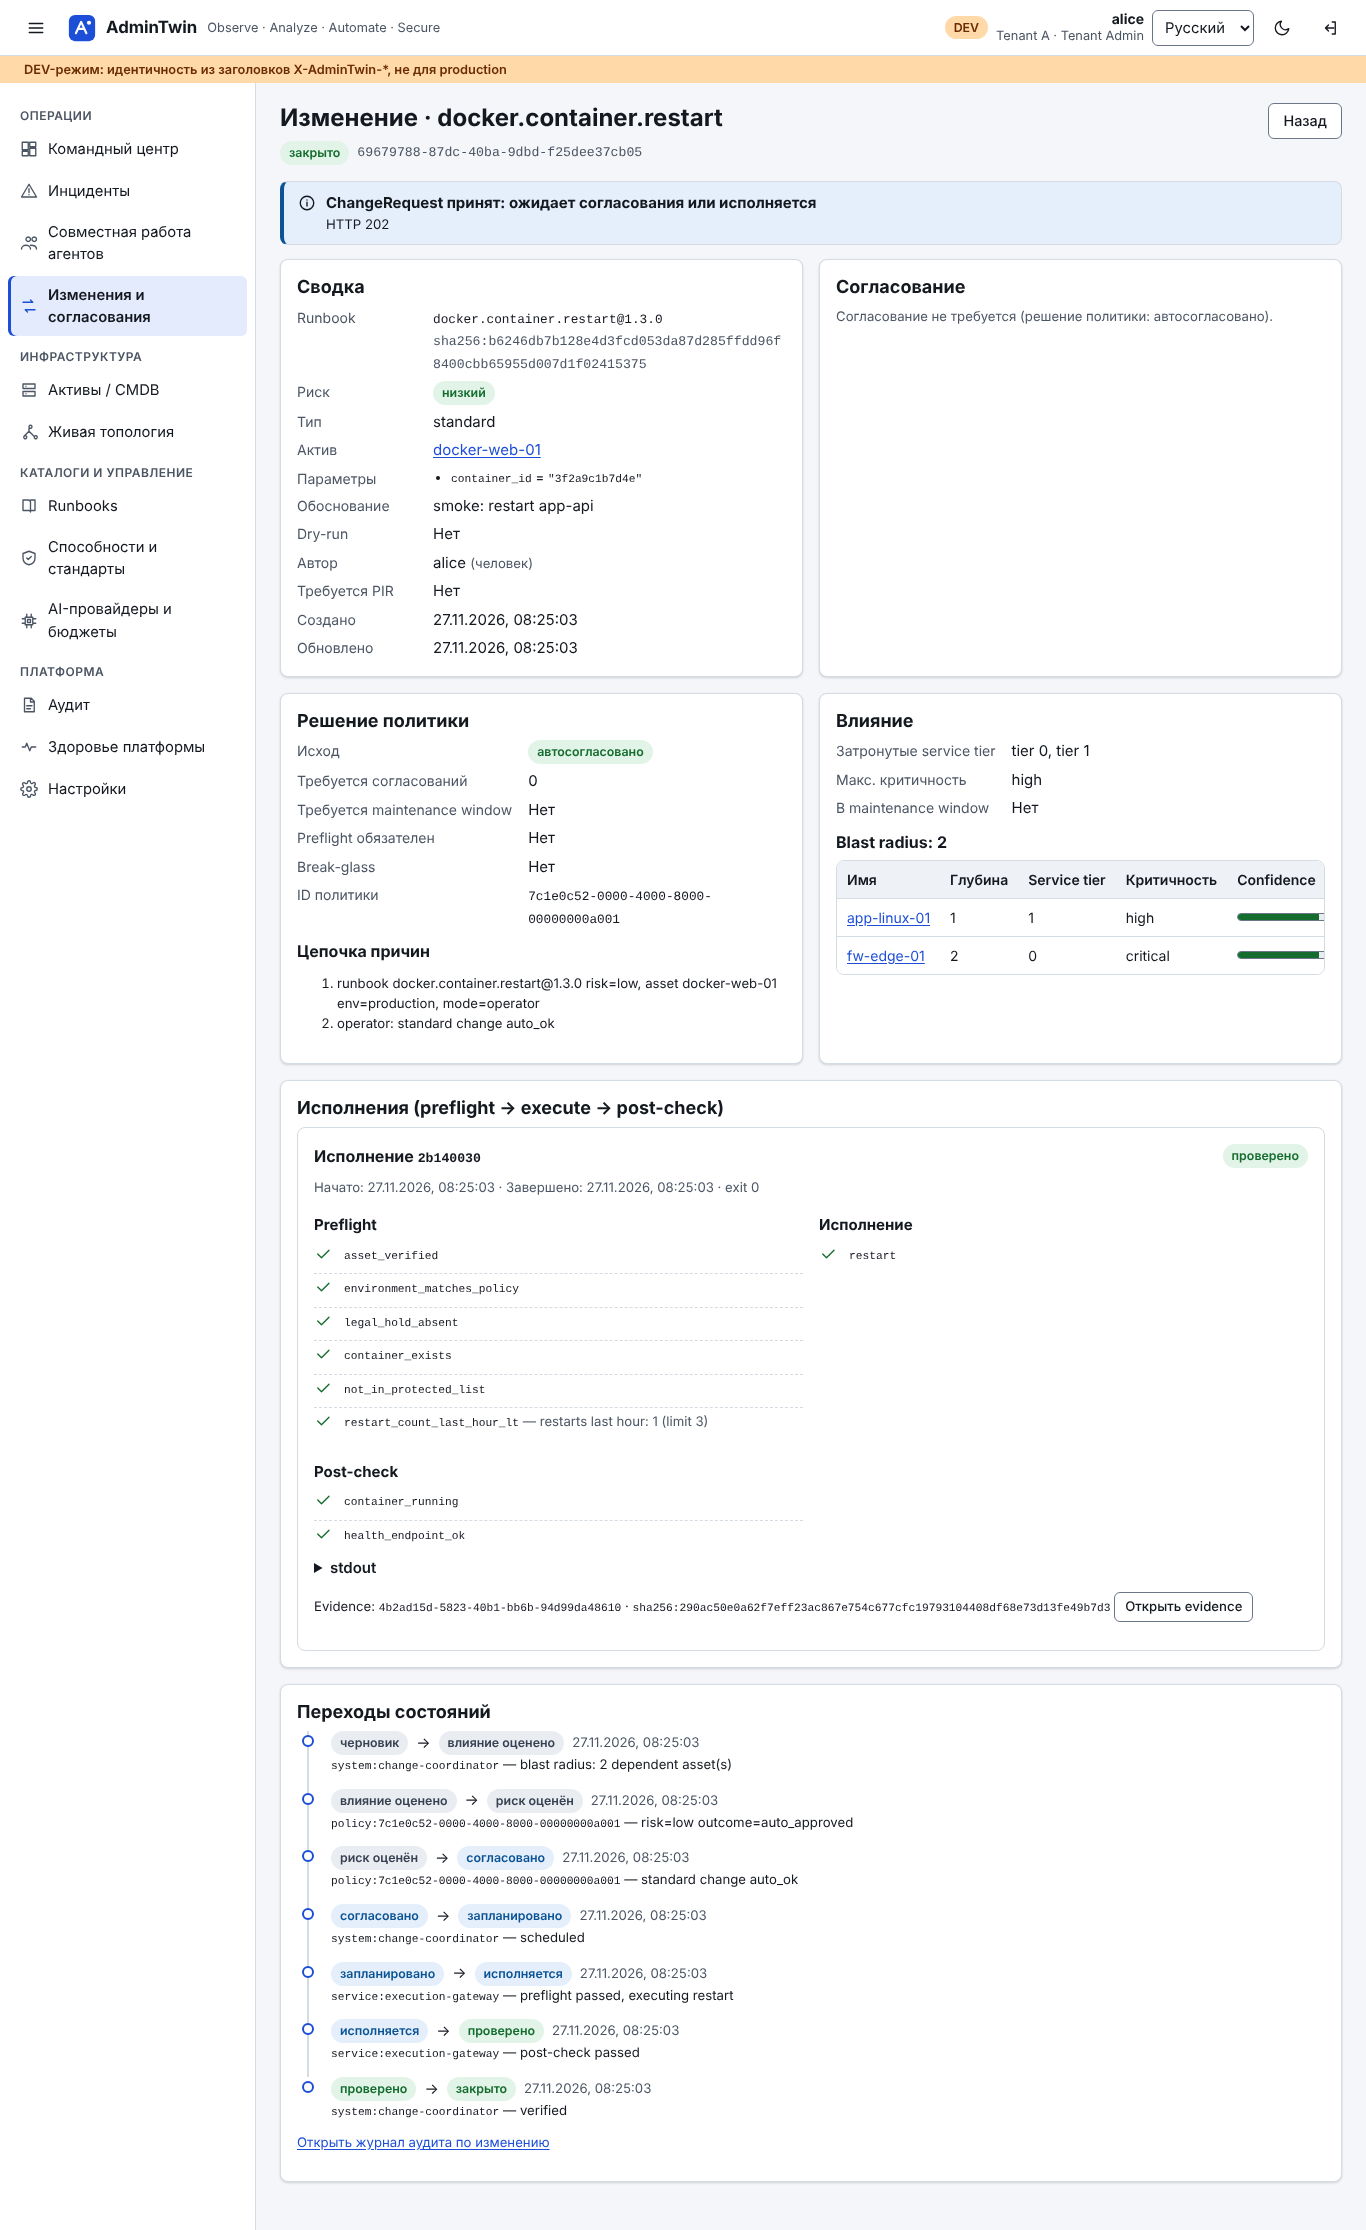 AdminTwin Observe · Analyze · Automate · Secure
DEV
alice
Tenant A · Tenant Admin
Русский
DEV-режим: идентичность из заголовков X-AdminTwin-*, не для production
ОПЕРАЦИИ
Командный центр
Инциденты
Совместная работа
агентов
Изменения и
согласования
ИНФРАСТРУКТУРА
Активы / CMDB
Живая топология
КАТАЛОГИ И УПРАВЛЕНИЕ
Runbooks
Способности и
стандарты
AI-провайдеры и
бюджеты
ПЛАТФОРМА
Аудит
Здоровье платформы
Настройки
Изменение · docker.container.restart
Назад
закрыто 69679788-87dc-40ba-9dbd-f25dee37cb05
ChangeRequest принят: ожидает согласования или исполняется
HTTP 202
Сводка
Runbook docker.container.restart@1.3.0
sha256:b6246db7b128e4d3fcd053da87d285ffdd96f
8400cbb65955d007d1f02415375
Риск низкий
Тип standard
Актив docker-web-01
Параметры • container_id = "3f2a9c1b7d4e"
Обоснование smoke: restart app-api
Dry-run Нет
Автор alice (человек)
Требуется PIR Нет
Создано 27.11.2026, 08:25:03
Обновлено 27.11.2026, 08:25:03
Согласование
Согласование не требуется (решение политики: автосогласовано).
Решение политики
Исход автосогласовано
Требуется согласований 0
Требуется maintenance window Нет
Preflight обязателен Нет
Break-glass Нет
ID политики 7c1e0c52-0000-4000-8000-
00000000a001
Цепочка причин
1. runbook docker.container.restart@1.3.0 risk=low, asset docker-web-01
env=production, mode=operator
2. operator: standard change auto_ok
Влияние
Затронутые service tier tier 0, tier 1
Макс. критичность high
В maintenance window Нет
Blast radius: 2
Имя Глубина Service tier Критичность Confidence
app-linux-01 1 1 high
fw-edge-01 2 0 critical
Исполнения (preflight → execute → post-check)
Исполнение 2b140030
проверено
Начато: 27.11.2026, 08:25:03 · Завершено: 27.11.2026, 08:25:03 · exit 0
Preflight
asset_verified
environment_matches_policy
legal_hold_absent
container_exists
not_in_protected_list
restart_count_last_hour_lt — restarts last hour: 1 (limit 3)
Исполнение
restart
Post-check
container_running
health_endpoint_ok
stdout
Evidence: 4b2ad15d-5823-40b1-bb6b-94d99da48610 · sha256:290ac50e0a62f7eff23ac867e754c677cfc19793104408df68e73d13fe49b7d3 Открыть evidence
Переходы состояний
черновик → влияние оценено 27.11.2026, 08:25:03
system:change-coordinator — blast radius: 2 dependent asset(s)
влияние оценено → риск оценён 27.11.2026, 08:25:03
policy:7c1e0c52-0000-4000-8000-00000000a001 — risk=low outcome=auto_approved
риск оценён → согласовано 27.11.2026, 08:25:03
policy:7c1e0c52-0000-4000-8000-00000000a001 — standard change auto_ok
согласовано → запланировано 27.11.2026, 08:25:03
system:change-coordinator — scheduled
запланировано → исполняется 27.11.2026, 08:25:03
service:execution-gateway — preflight passed, executing restart
исполняется → проверено 27.11.2026, 08:25:03
service:execution-gateway — post-check passed
проверено → закрыто 27.11.2026, 08:25:03
system:change-coordinator — verified
Открыть журнал аудита по изменению